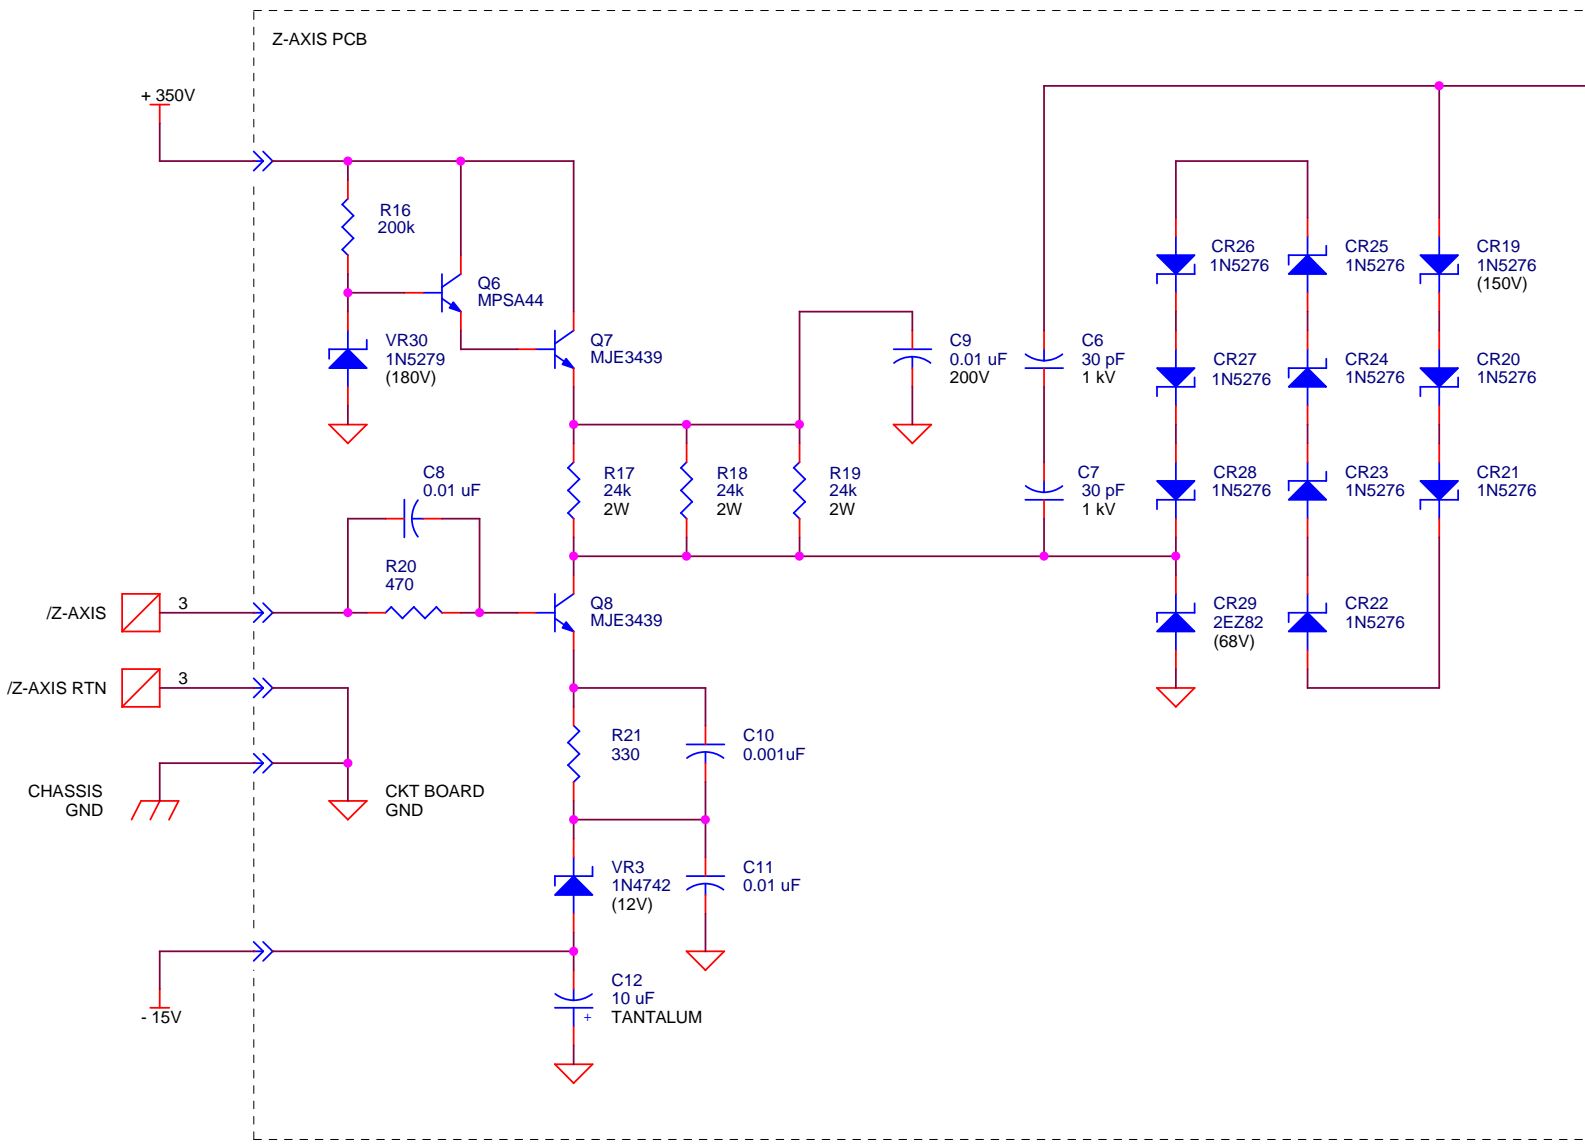 Z-AXIS PCB
+ 350V
R16
200k
Q6
MPSA44
VR30
1N5279
(180V)
Q7
MJE3439
C9
0.01 uF
200V
C6
30 pF
1 kV
CR26
1N5276
CR25
1N5276
CR19
1N5276
(150V)
CR27
1N5276
CR24
1N5276
CR20
1N5276
C8
0.01 uF
R17
24k
2W
R18
24k
2W
R19
24k
2W
C7
30 pF
1 kV
CR28
1N5276
CR23
1N5276
CR21
1N5276
R20
470
/Z-AXIS
3
Q8
MJE3439
CR29
2EZ82
(68V)
CR22
1N5276
/Z-AXIS RTN
3
R21
330
C10
0.001uF
CHASSIS
GND
CKT BOARD
GND
VR3
1N4742
(12V)
C11
0.01 uF
- 15V
C12
10 uF
TANTALUM
+